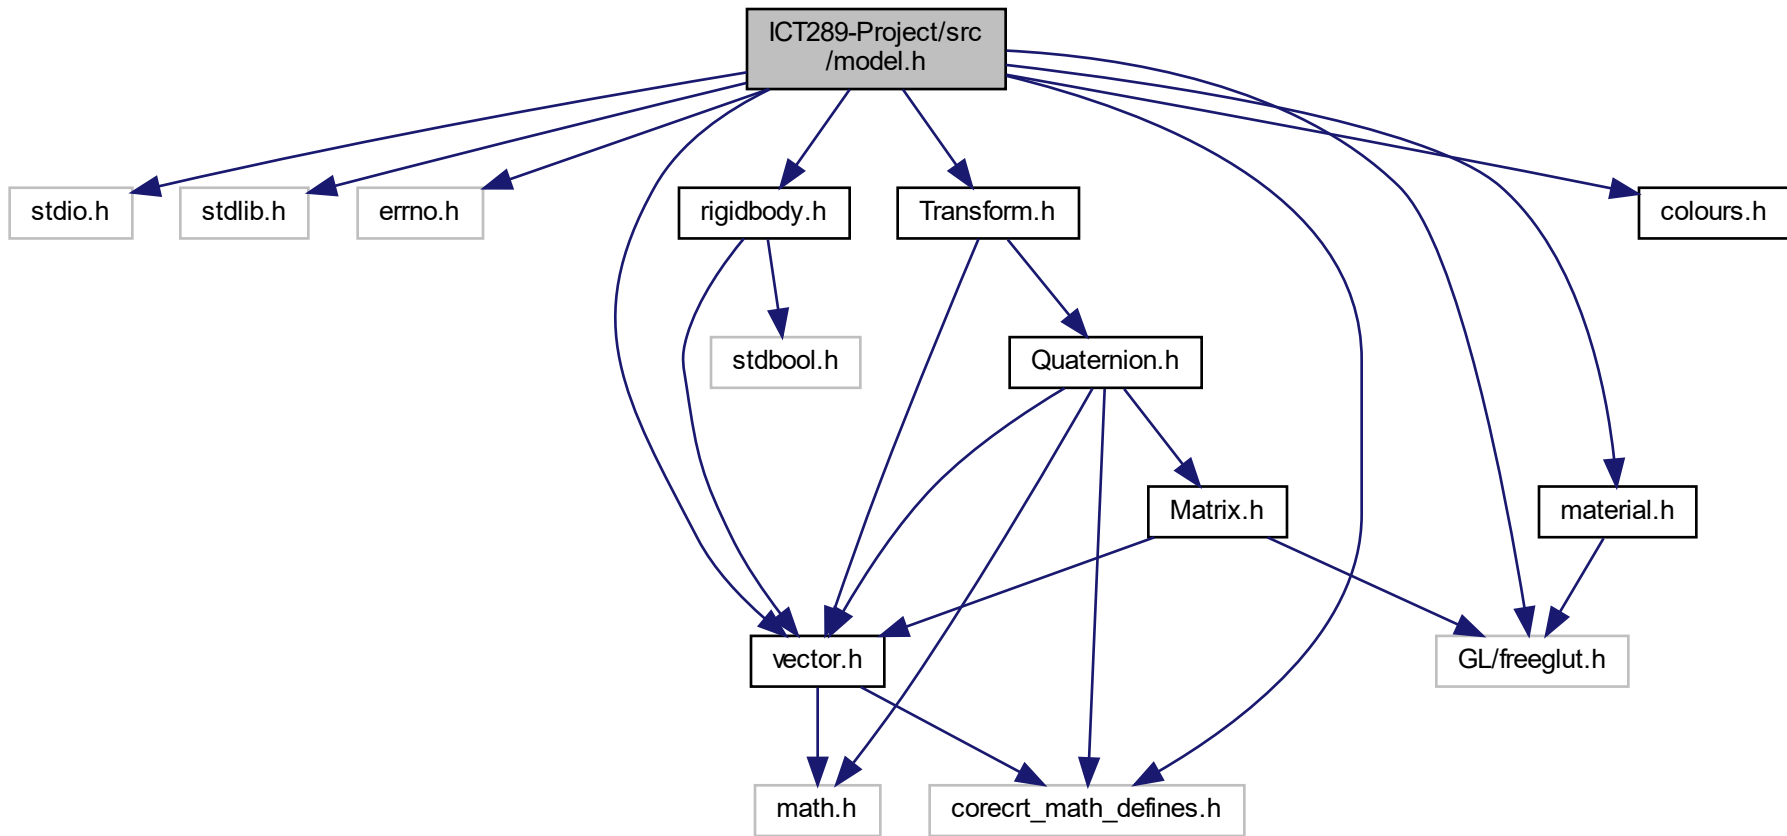 ICT289-Project/src
/model.h
stdio.h
stdlib.h
errno.h
rigidbody.h
Transform.h
colours.h
stdbool.h
Quaternion.h
Matrix.h
material.h
vector.h
GL/freeglut.h
math.h
corecrt_math_defines.h